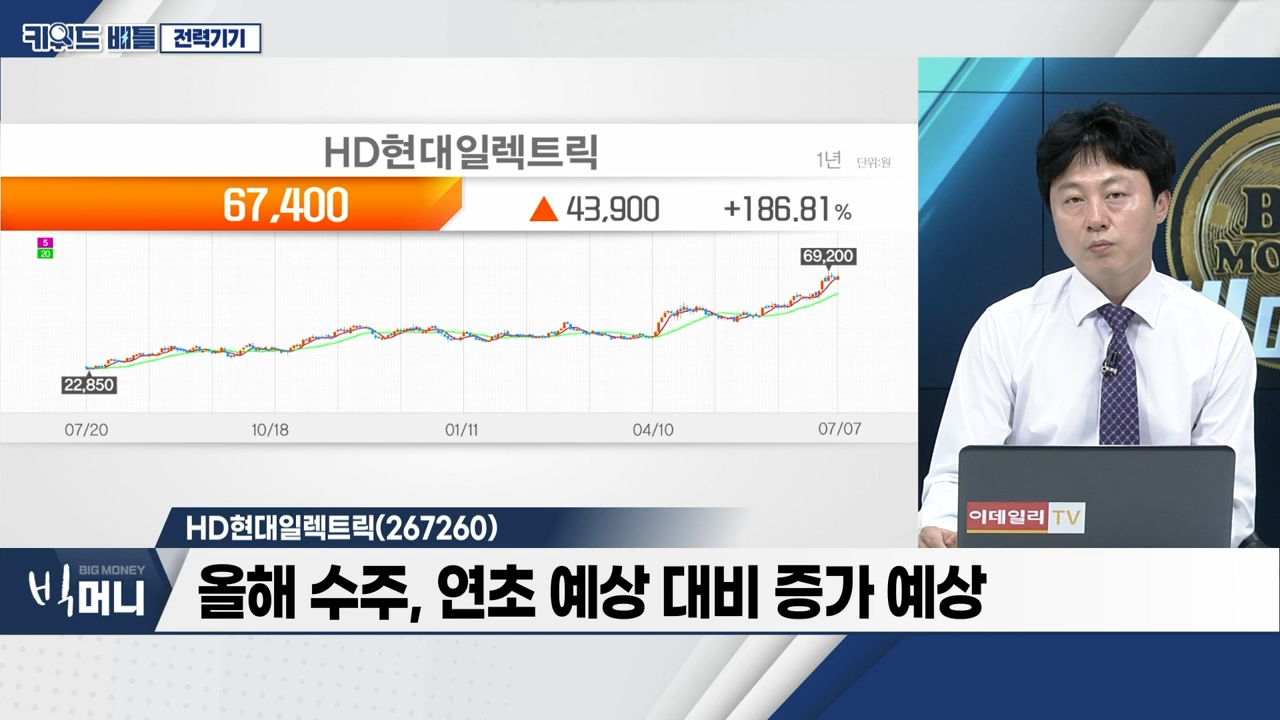 키워드 배틀 전력기기
HD현대일렉트릭
1년 단위:원
67,400 ▲ 43,900 +186.81%
5
20
69,200
22,850
07/20 10/18 01/11 04/10 07/07
이데일리 TV
HD현대일렉트릭(267260)
BIG MONEY
빅머니
올해 수주, 연초 예상 대비 증가 예상